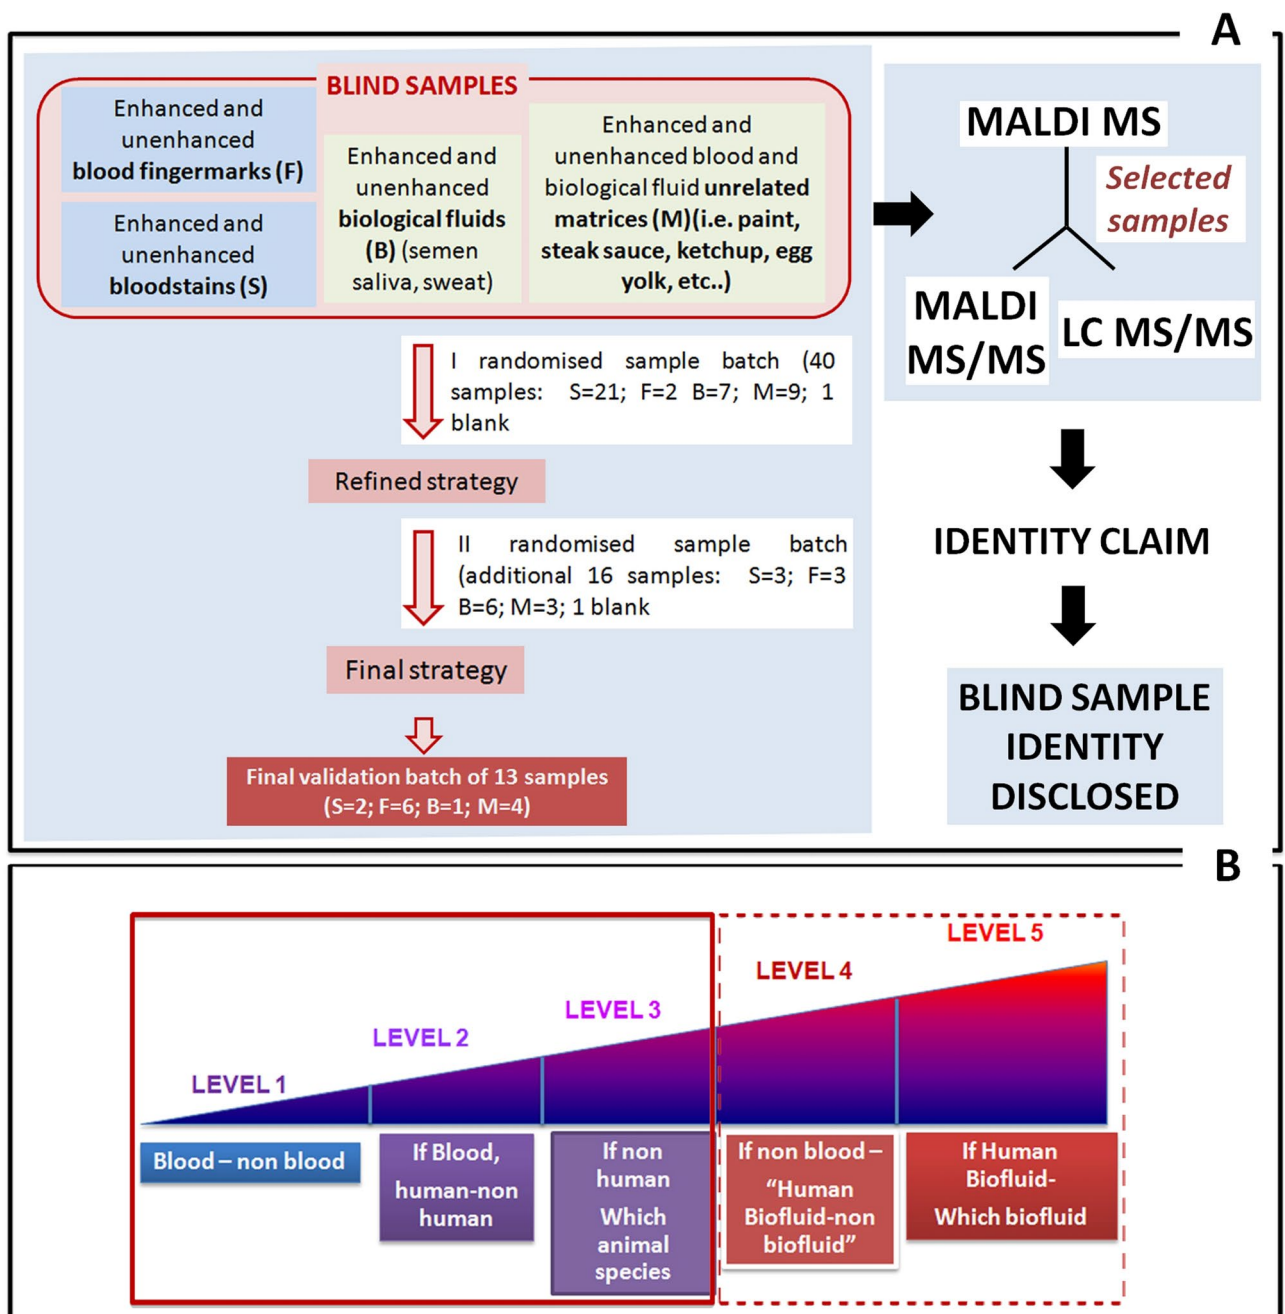 A
BLIND SAMPLES
Enhanced and
unenhanced
blood fingermarks (F)
Enhanced and
unenhanced
bloodstains (S)
Enhanced and
unenhanced
biological fluids
(B) (semen
saliva, sweat)
Enhanced and
unenhanced blood and
biological fluid unrelated
matrices (M)(i.e. paint,
steak sauce, ketchup, egg
yolk, etc..)
I randomised sample batch (40
samples: S=21; F=2 B=7; M=9; 1
blank
Refined strategy
II randomised sample batch
(additional 16 samples: S=3; F=3
B=6; M=3; 1 blank
Final strategy
Final validation batch of 13 samples
(S=2; F=6; B=1; M=4)
MALDI MS
Selected
samples
MALDI
MS/MS
LC MS/MS
IDENTITY CLAIM
BLIND SAMPLE
IDENTITY
DISCLOSED
B
LEVEL 1
LEVEL 2
LEVEL 3
LEVEL 4
LEVEL 5
Blood – non blood
If Blood,
human-non
human
If non
human
Which
animal
species
If non blood –
“Human
Biofluid-non
biofluid”
If Human
Biofluid-
Which biofluid